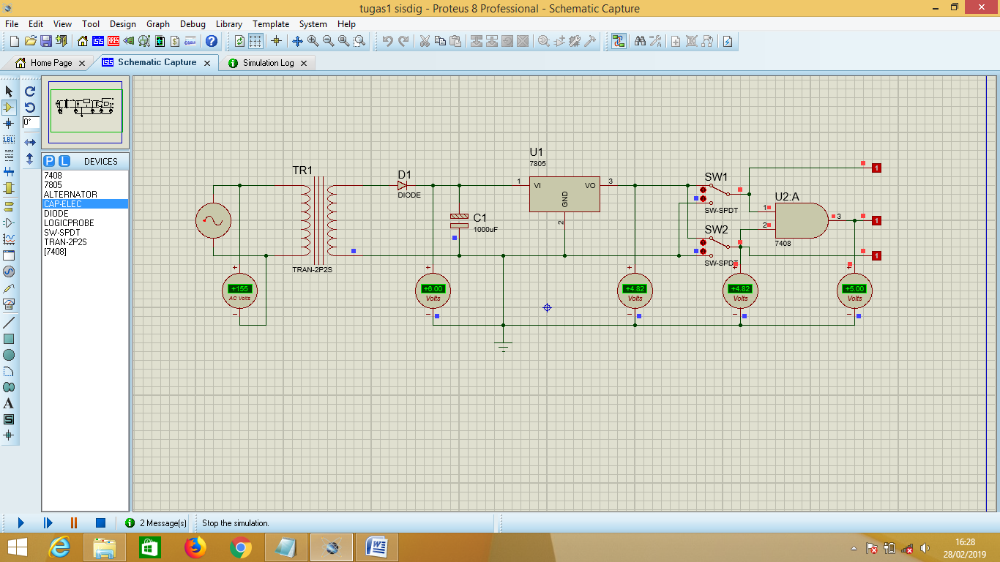 tugas1 sisdig - Proteus 8 Professional - Schematic Capture
File Edit View Tool Design Graph Debug Library Template System Help
Home Page Schematic Capture Simulation Log
0°
LBL
P L DEVICES
7408
7805
ALTERNATOR
CAP-ELEC
DIODE
LOGICPROBE
SW-SPDT
TRAN-2P2S
[7408]
A
S
TR1
TRAN-2P2S
D1
DIODE
C1
1000uF
U1
7805
1 VI VO 3
GND
2
SW1
SW-SPDT
SW2
SW-SPDT
U2:A
1
2
3
7408
1
1
1
+155
AC Volts
+6.00
Volts
+4.82
Volts
+4.82
Volts
+5.00
Volts
2 Message(s) Stop the simulation.
16:28
28/02/2019